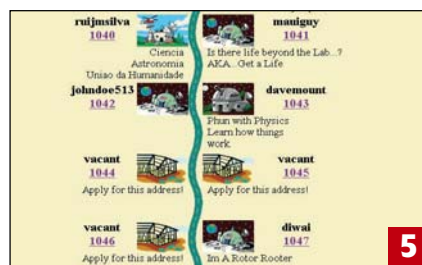 ruijmsilva
1040
Ciencia
Astronomia
Uniao da Humanidade
mauiguy
1041
Is there life beyond the Lab...?
AKA...Get a Life
johndoe513
1042
davemount
1043
Phun with Physics
Learn how things
work
vacant
1044
Apply for this address!
vacant
1045
Apply for this address!
vacant
1046
Apply for this address!
diwai
1047
Im A Rotor Rooter
5